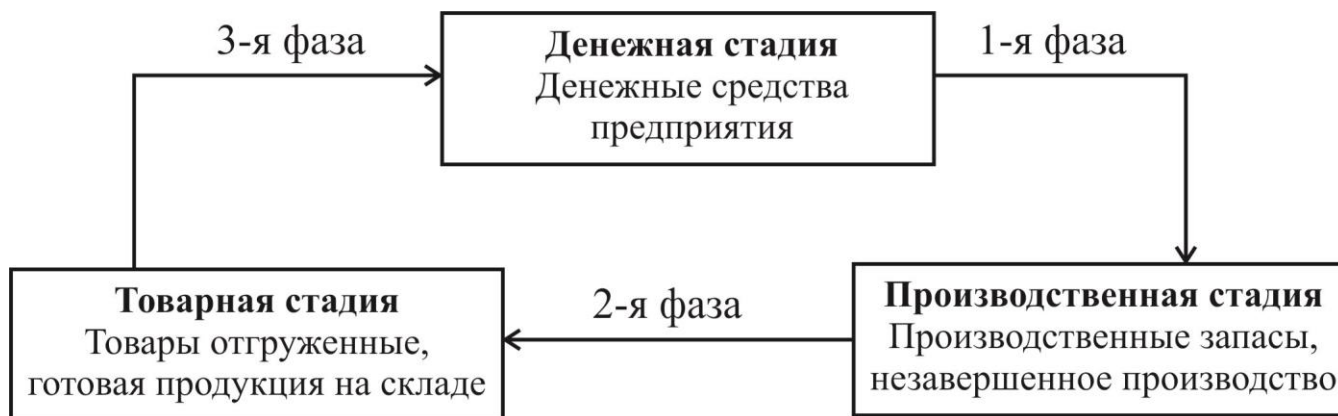 3-я фаза
Денежная стадия
Денежные средства
предприятия
1-я фаза
Товарная стадия
Товары отгруженные,
готовая продукция на складе
2-я фаза
Производственная стадия
Производственные запасы,
незавершенное производство